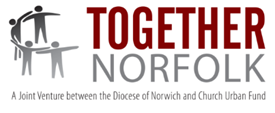 TOGETHER
NORFOLK
A Joint Venture between the Diocese of Norwich and Church Urban Fund